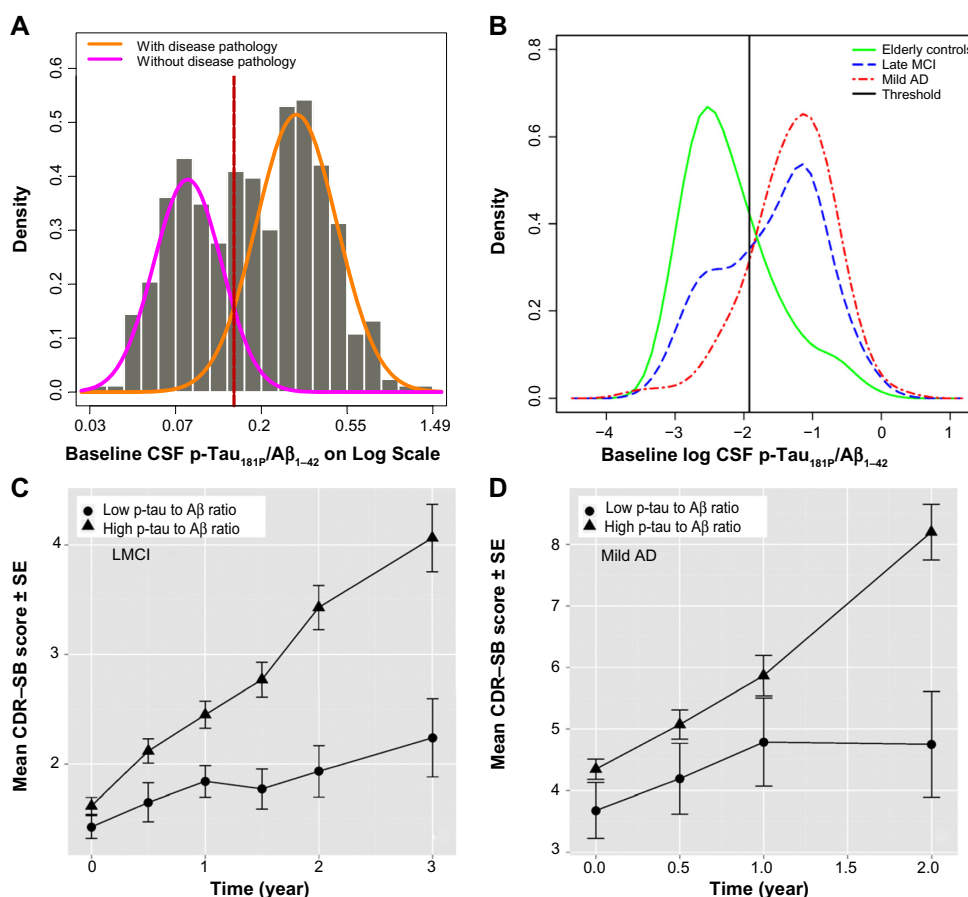 A
With disease pathology
Without disease pathology
0.6
0.5
0.4
0.3
0.2
0.1
0.0
Density
0.03 0.07 0.2 0.55 1.49
Baseline CSF p-Tau181P/Aβ1–42 on Log Scale
B
Elderly controls
Late MCI
Mild AD
Threshold
0.8
0.6
0.4
0.2
0.0
Density
−4 −3 −2 −1 0 1
Baseline log CSF p-Tau181P/Aβ1–42
C
Low p-tau to Aβ ratio
High p-tau to Aβ ratio
LMCI
4
3
2
Mean CDR–SB score ± SE
0 1 2 3
Time (year)
D
Low p-tau to Aβ ratio
High p-tau to Aβ ratio
Mild AD
8
7
6
5
4
3
Mean CDR–SB score ± SE
0.0 0.5 1.0 1.5 2.0
Time (year)